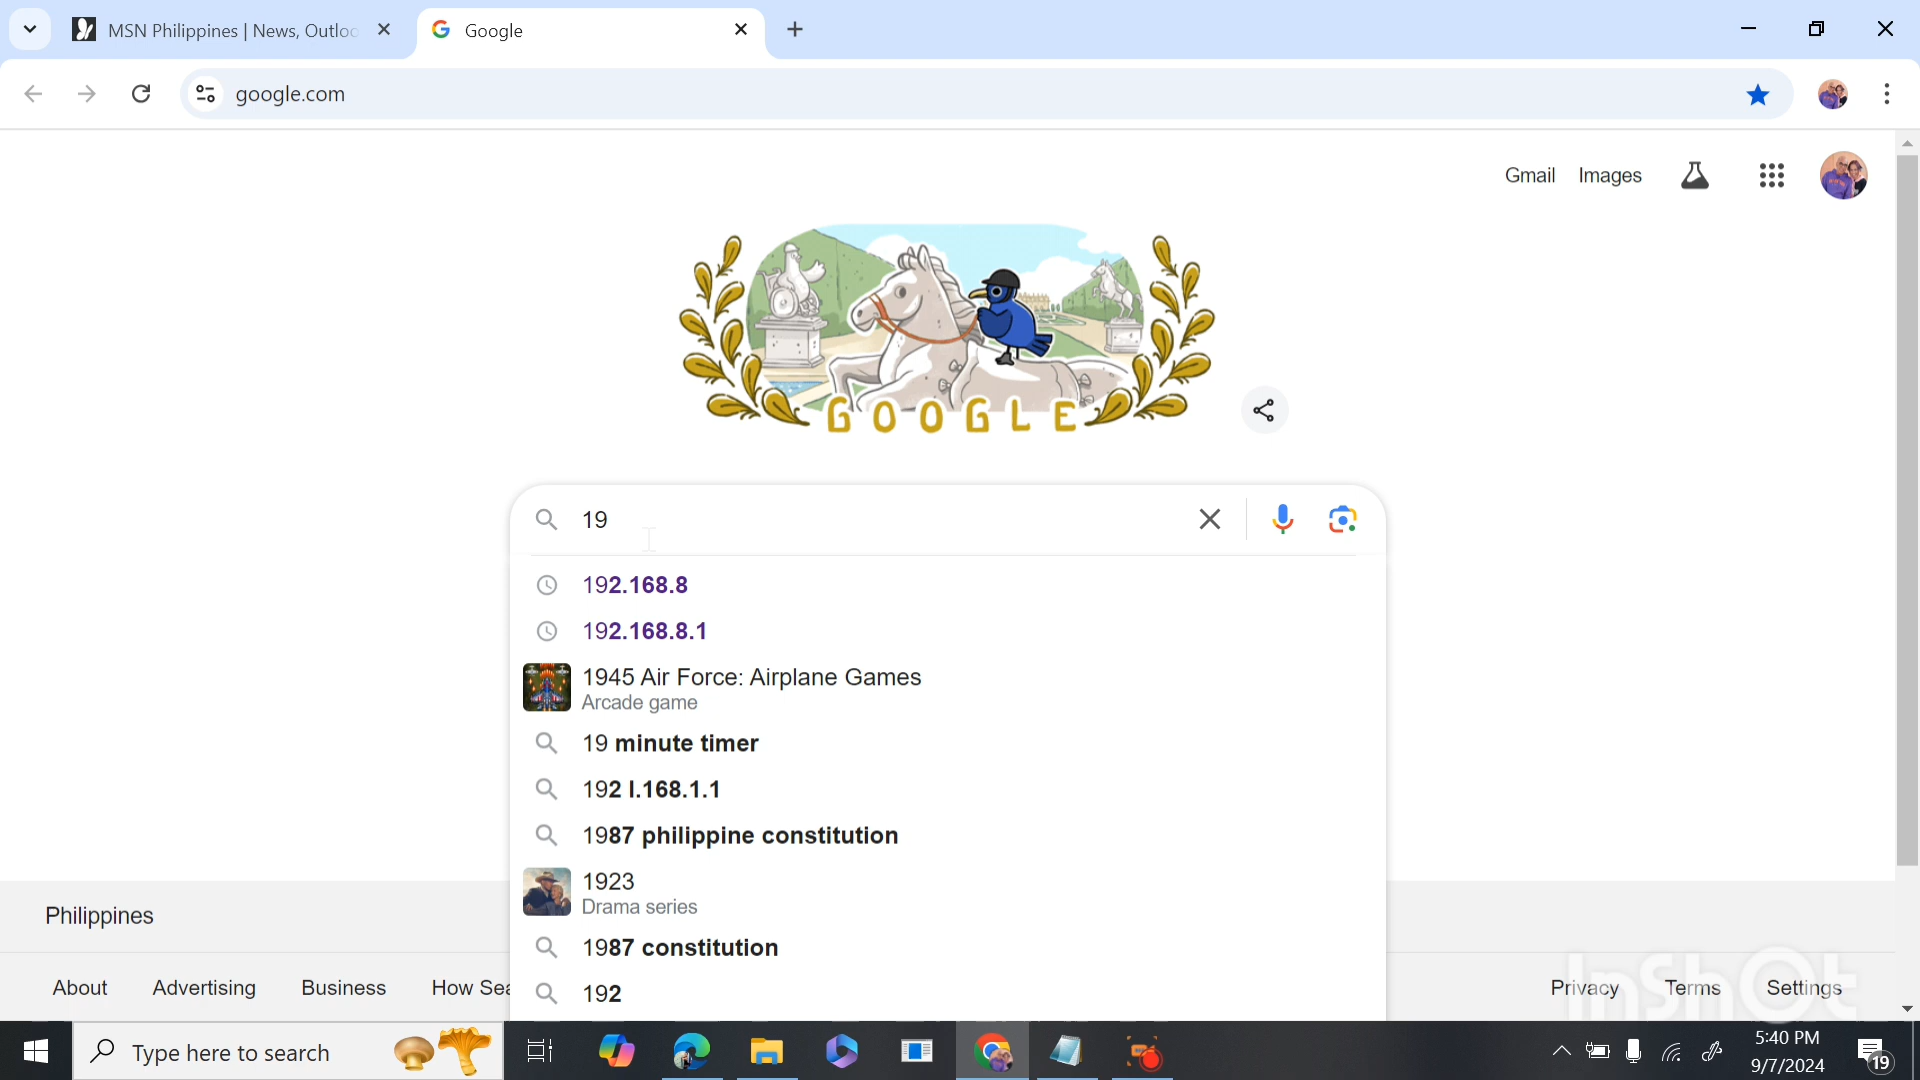 MSN Philippines | News, Outloo
Google
google.com
Gmail
Images
GOOGLE
19
192.168.8
192.168.8.1
1945 Air Force: Airplane Games
Arcade game
19 minute timer
192 l.168.1.1
1987 philippine constitution
1923
Drama series
1987 constitution
192
Philippines
About
Advertising
Business
How Sea
Privacy
Terms
Settings
InShOt
Type here to search
5:40 PM
9/7/2024
19